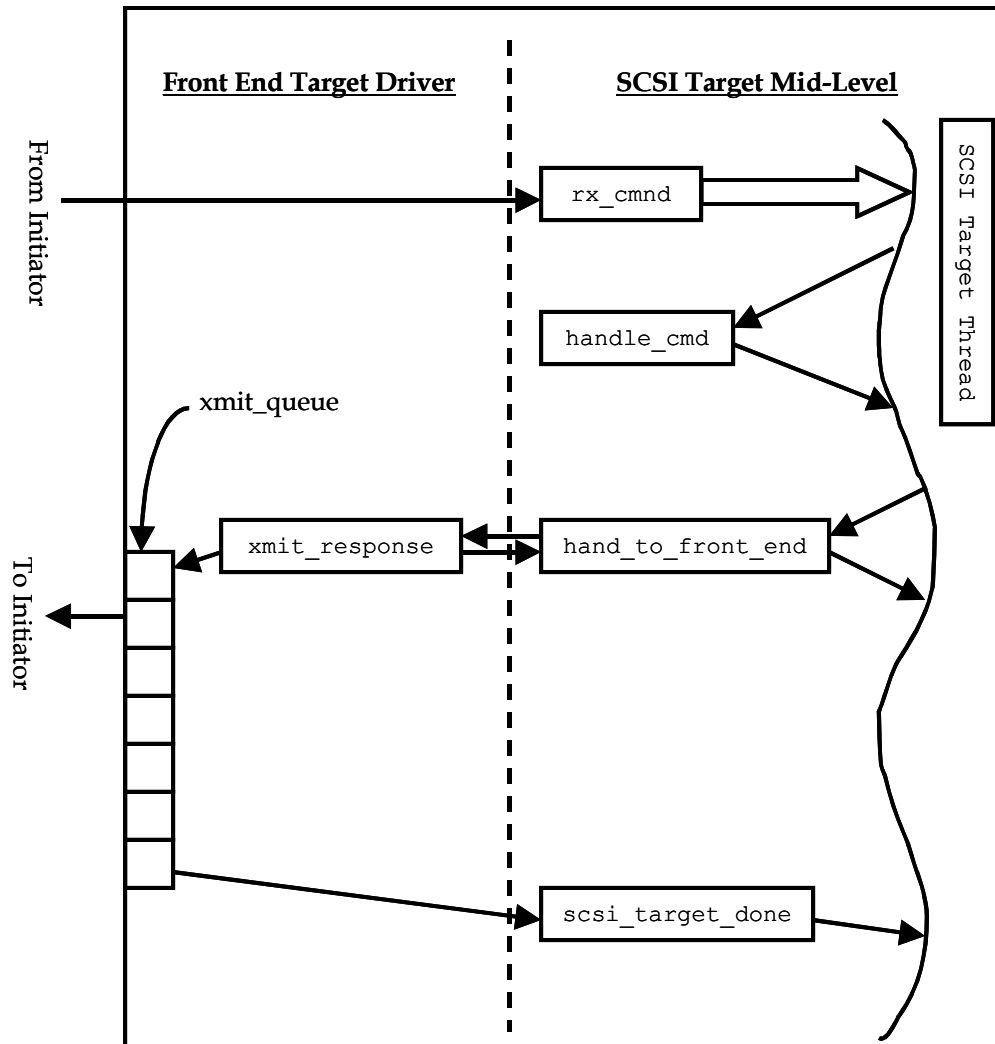 Front End Target Driver
SCSI Target Mid-Level
From Initiator
rx_cmnd
SCSI Target Thread
handle_cmd
xmit_queue
xmit_response
hand_to_front_end
To Initiator
scsi_target_done